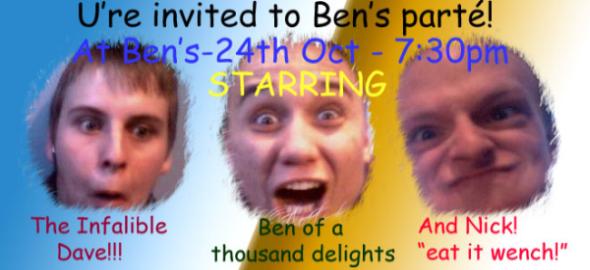 U're invited to Ben's parté!
At Ben's-24th Oct - 7:30pm
STARRING
The Infalible
Dave!!!
Ben of a
thousand delights
And Nick!
"eat it wench!"